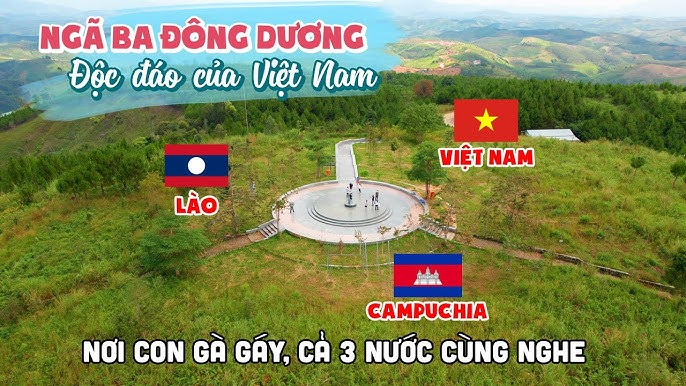 NGÃ BA ĐÔNG DƯƠNG
Độc đáo của Việt Nam
VIỆT NAM
LÀO
CAMPUCHIA
NƠI CON GÀ GÁY, CẢ 3 NƯỚC CÙNG NGHE